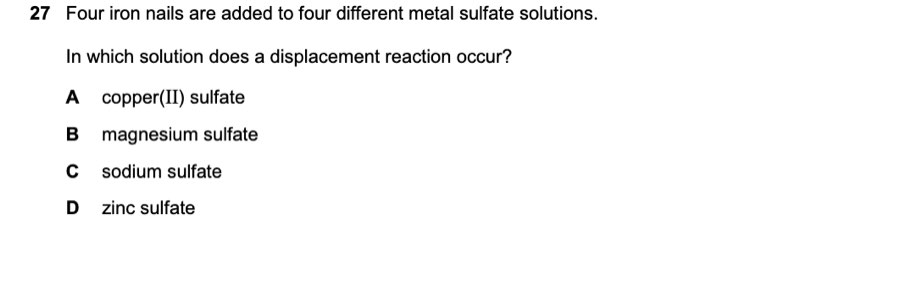 27 Four iron nails are added to four different metal sulfate solutions.
In which solution does a displacement reaction occur?
A copper(II) sulfate
B magnesium sulfate
C sodium sulfate
D zinc sulfate